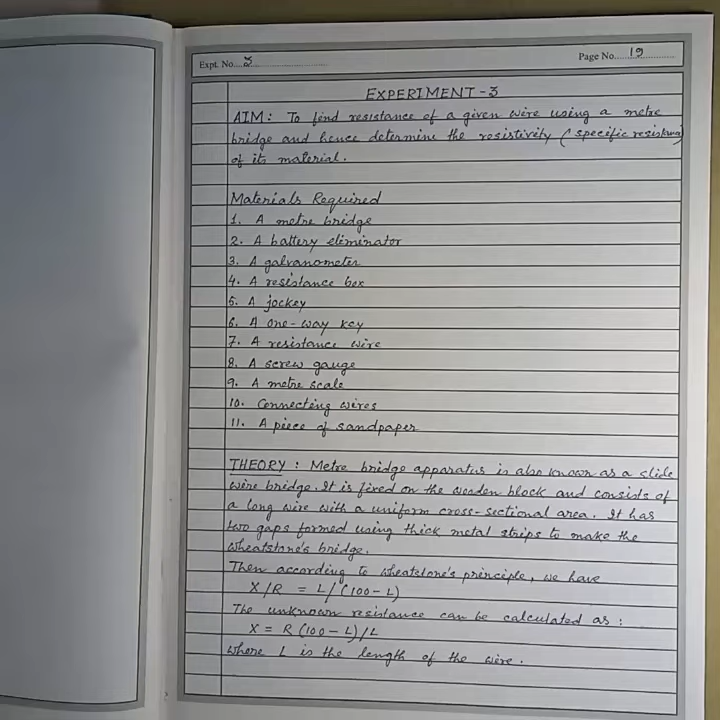 Expt. No. 3
Page No. 19
EXPERIMENT - 3
AIM: To find resistance of a given wire using a metre
bridge and hence determine the resistivity (specific resistance)
of its material.
Materials Required
1. A metre bridge
2. A battery eliminator
3. A galvanometer
4. A resistance box
5. A jockey
6. A one-way key
7. A resistance wire
8. A screw gauge
9. A metre scale
10. Connecting wires
11. A piece of sandpaper
THEORY: Metre bridge apparatus is also known as a slide
wire bridge. It is fixed on the wooden block and consists of
a long wire with a uniform cross-sectional area. It has
two gaps formed using thick metal strips to make the
Wheatstone's bridge.
Then according to Wheatstone's principle, we have
X/R = L/(100-L)
The unknown resistance can be calculated as:
X = R(100-L)/L
where L is the length of the wire.